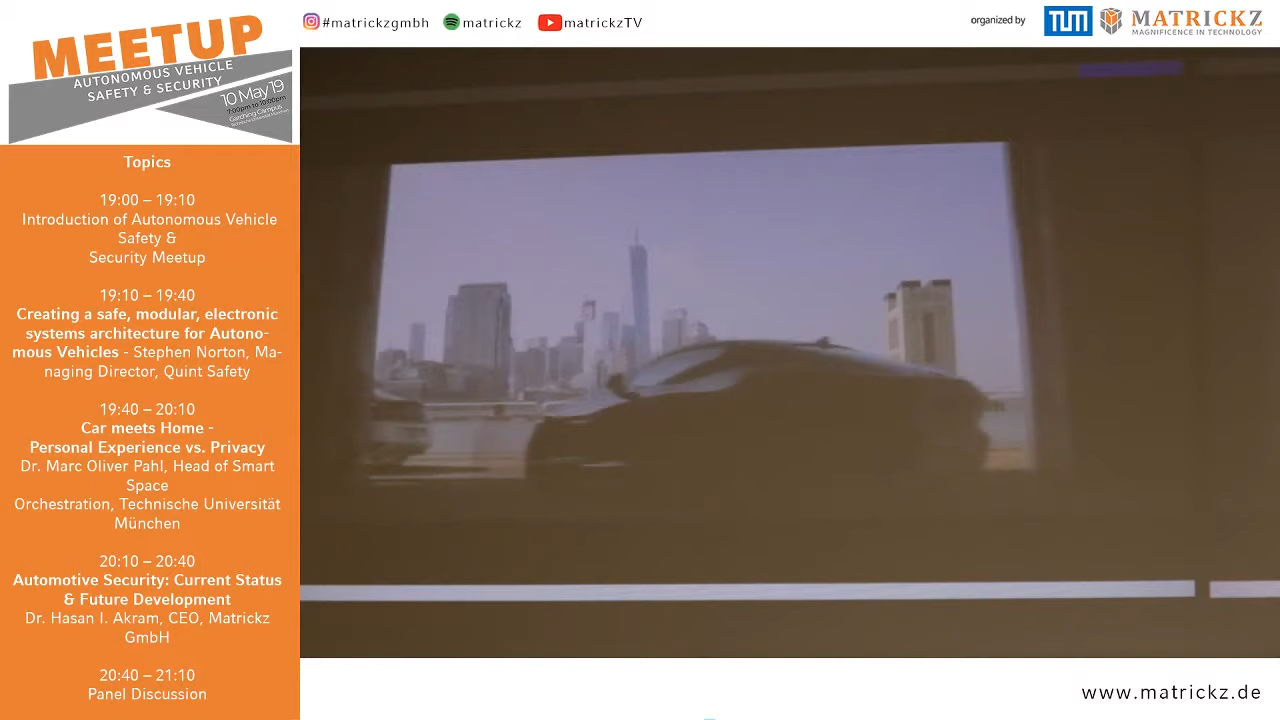 #matrickzgmbh matrickz matrickzTV
organized by TUM MATRICKZ
MAGNIFICENCE IN TECHNOLOGY
MEETUP
AUTONOMOUS VEHICLE
SAFETY & SECURITY
10 May 19
7:00pm to 10:00pm
Garching Campus
Topics
19:00 – 19:10
Introduction of Autonomous Vehicle
Safety &
Security Meetup
19:10 – 19:40
Creating a safe, modular, electronic
systems architecture for Autono-
mous Vehicles - Stephen Norton, Ma-
naging Director, Quint Safety
19:40 – 20:10
Car meets Home -
Personal Experience vs. Privacy
Dr. Marc Oliver Pahl, Head of Smart
Space
Orchestration, Technische Universität
München
20:10 – 20:40
Automotive Security: Current Status
& Future Development
Dr. Hasan I. Akram, CEO, Matrickz
GmbH
20:40 – 21:10
Panel Discussion
www.matrickz.de